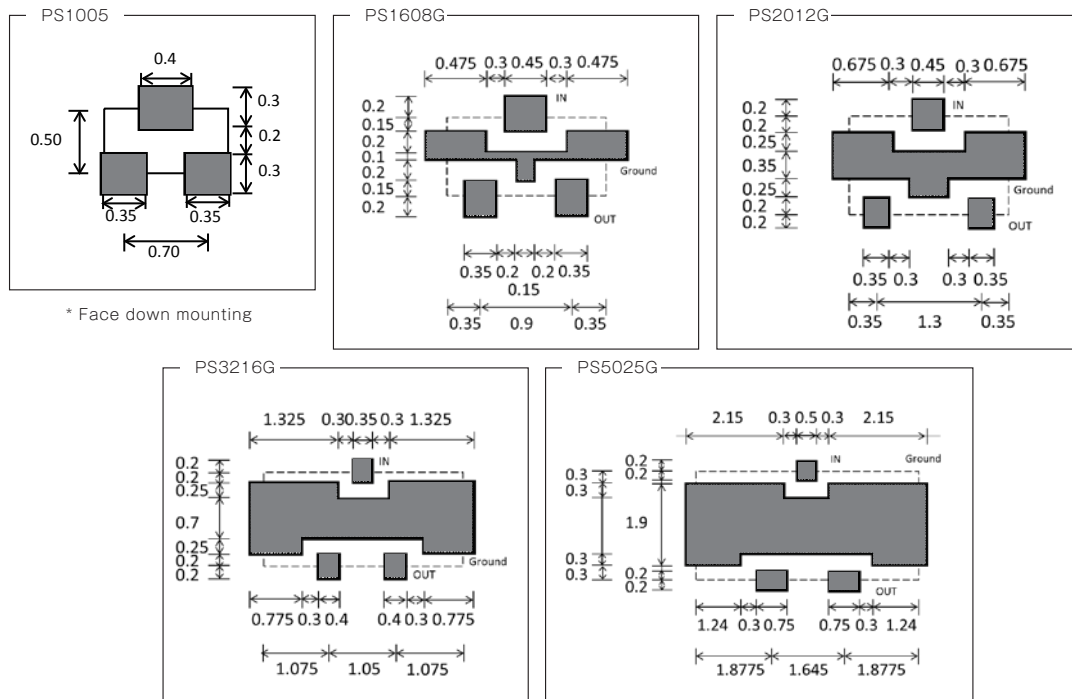 PS1005
0.4
0.50
0.3
0.2
0.3
0.35 0.35
0.70
* Face down mounting
PS1608G
0.475 0.3 0.45 0.3 0.475
IN
0.2
0.15
0.2
0.1
0.2
0.15
0.2
Ground
OUT
0.35 0.2 0.2 0.35
0.15
0.35 0.9 0.35
PS2012G
0.675 0.3 0.45 0.3 0.675
IN
0.2
0.2
0.25
0.35
0.25
0.2
0.2
Ground
OUT
0.35 0.3 0.3 0.35
0.35 1.3 0.35
PS3216G
1.325 0.30 0.35 0.3 1.325
IN
0.2
0.2
0.25
0.7
0.25
0.2
0.2
Ground
OUT
0.775 0.3 0.4 0.4 0.3 0.775
1.075 1.05 1.075
PS5025G
2.15 0.3 0.5 0.3 2.15
IN
Ground
0.3
0.3
0.2
0.2
1.9
0.3
0.3
0.2
0.2
OUT
1.24 0.3 0.75 0.75 0.3 1.24
1.8775 1.645 1.8775